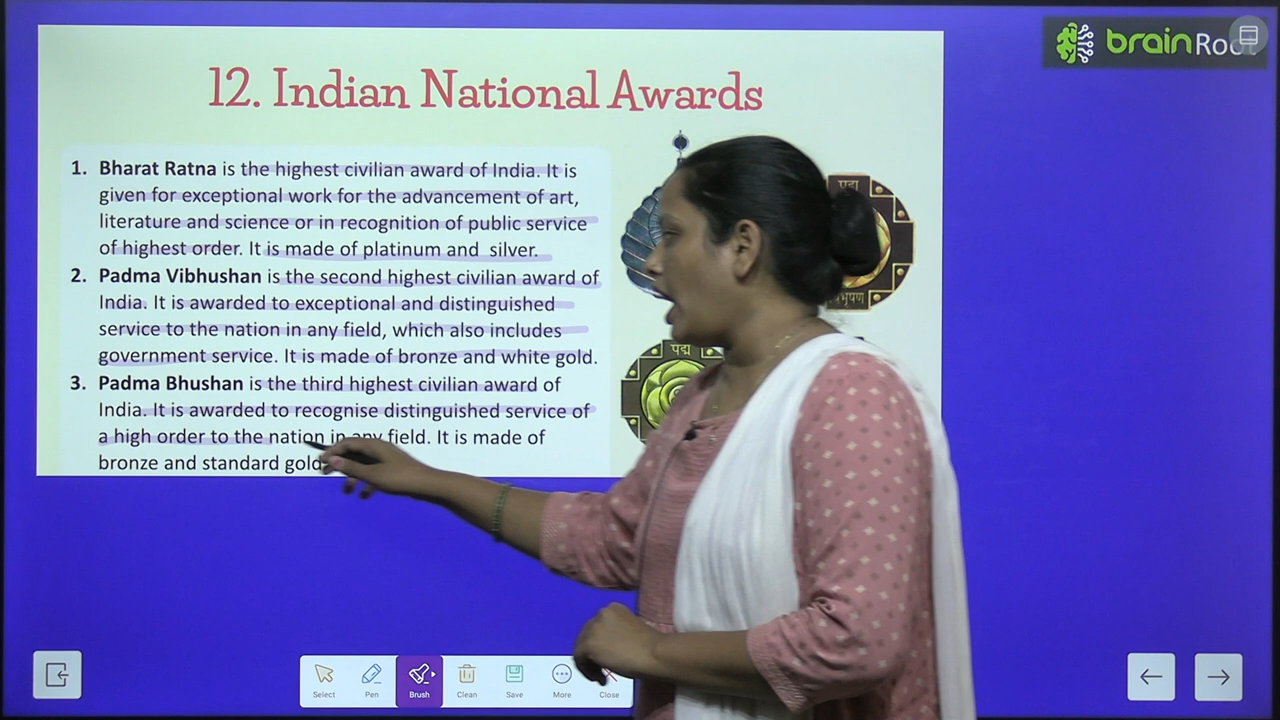 brainRoot
12. Indian National Awards
1. Bharat Ratna is the highest civilian award of India. It is
given for exceptional work for the advancement of art,
literature and science or in recognition of public service
of highest order. It is made of platinum and silver.
2. Padma Vibhushan is the second highest civilian award of
India. It is awarded to exceptional and distinguished
service to the nation in any field, which also includes
government service. It is made of bronze and white gold.
3. Padma Bhushan is the third highest civilian award of
India. It is awarded to recognise distinguished service of
a high order to the nation in any field. It is made of
bronze and standard gold
पद्म
पद्म
Select Pen Brush Clean Save More Close